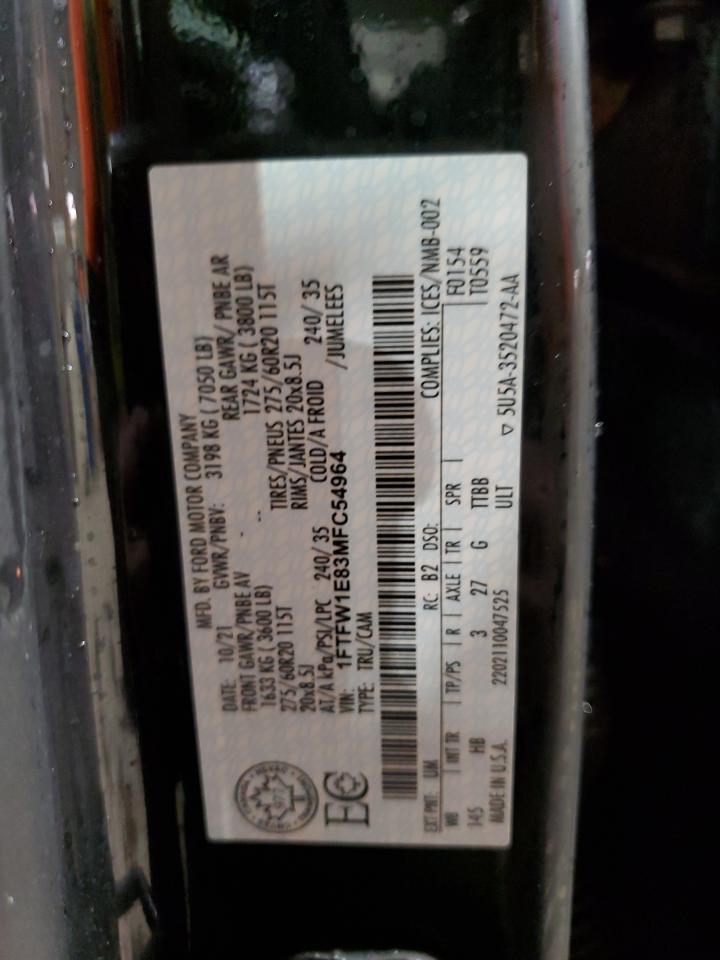 MFD. BY FORD MOTOR COMPANY
DATE: 10/21 GVWR/PNBV: 3198 KG ( 7050 LB)
FRONT GAWR/PNBE AV REAR GAWR/ PNBE AR
1633 KG ( 3600 LB) 1724 KG ( 3800 LB)
275/60R20 115T TIRES/PNEUS 275/60R20 115T
20x8.5J RIMS/JANTES 20x8.5J
AT/A kPa/PSI/LPC 240/ 35 COLD/A FROID 240/ 35
VIN: 1FTFW1E83MFC54964 /JUMELEES
TYPE: TRU/CAM
EC
EXT PNT: UM RC: B2 DSO: COMPLIES: ICES/NMB-002
WB | INT TR | TP/PS | R | AXLE | TR | SPR | F0154
145 HB 3 27 G TTBB T0559
MADE IN U.S.A. 2202110047525 ULT
▽ 5U5A-3520472-AA